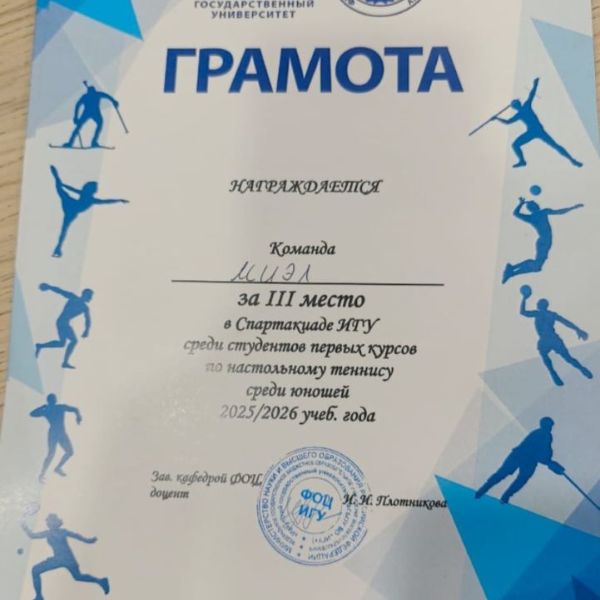 ГОСУДАРСТВЕННЫЙ
УНИВЕРСИТЕТ
ГРАМОТА
НАГРАЖДАЕТСЯ
Команда
МИЭЛ
за III место
в Спартакиаде ИГУ
среди студентов первых курсов
по настольному теннису
среди юношей
2025/2026 учеб. года
Зав. кафедрой ФОЦ,
доцент
И. И. Плотникова
ФОЦ
ИГУ